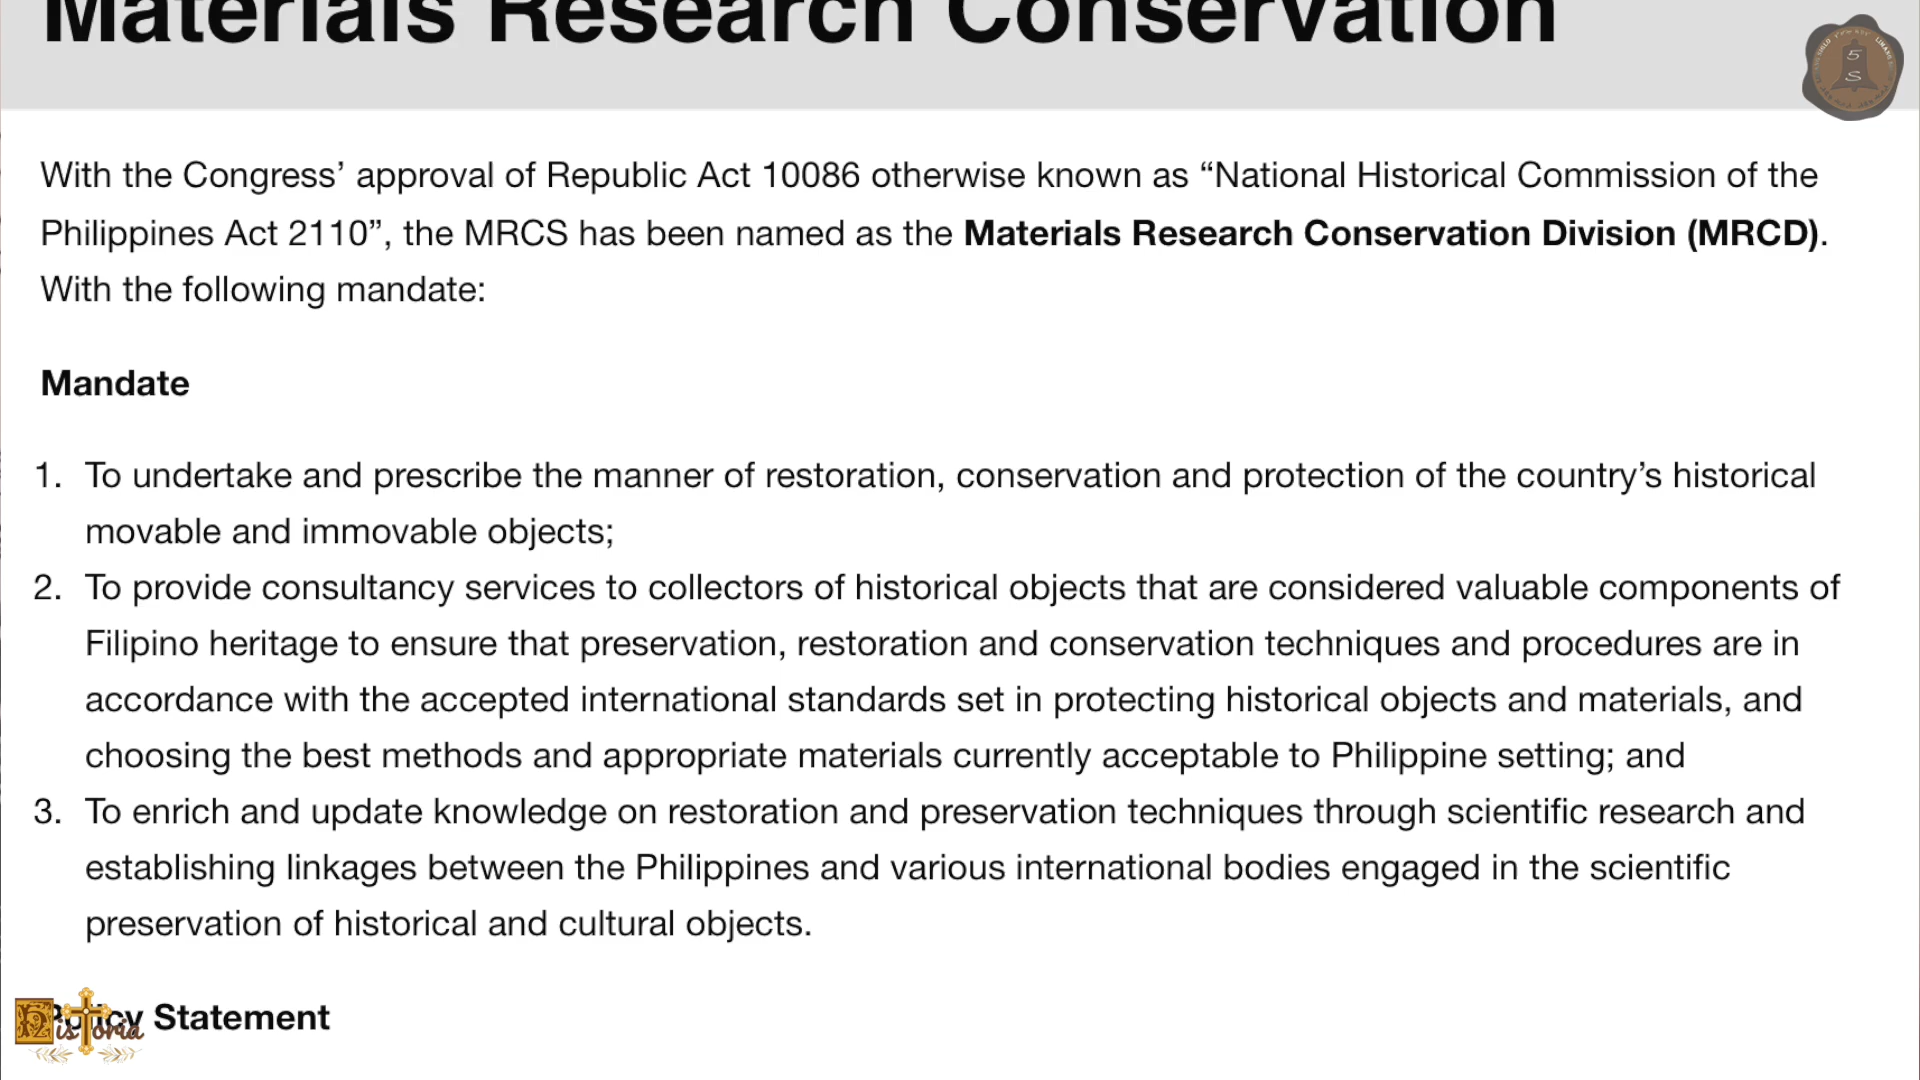 Materials Research Conservation
5
S
With the Congress’ approval of Republic Act 10086 otherwise known as “National Historical Commission of the
Philippines Act 2110”, the MRCS has been named as the Materials Research Conservation Division (MRCD).
With the following mandate:
Mandate
1. To undertake and prescribe the manner of restoration, conservation and protection of the country’s historical
movable and immovable objects;
2. To provide consultancy services to collectors of historical objects that are considered valuable components of
Filipino heritage to ensure that preservation, restoration and conservation techniques and procedures are in
accordance with the accepted international standards set in protecting historical objects and materials, and
choosing the best methods and appropriate materials currently acceptable to Philippine setting; and
3. To enrich and update knowledge on restoration and preservation techniques through scientific research and
establishing linkages between the Philippines and various international bodies engaged in the scientific
preservation of historical and cultural objects.
Policy Statement
Historia